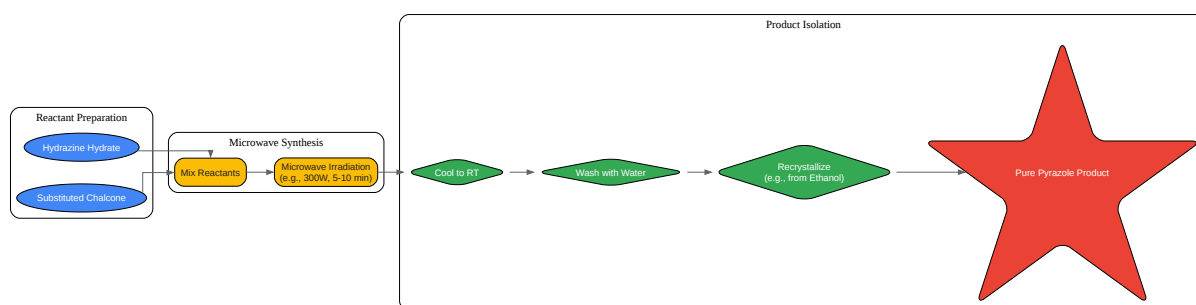 Product Isolation
Reactant Preparation
Hydrazine Hydrate
Substituted Chalcone
Microwave Synthesis
Mix Reactants
Microwave Irradiation
(e.g., 300W, 5-10 min)
Cool to RT
Wash with Water
Recrystallize
(e.g., from Ethanol)
Pure Pyrazole Product